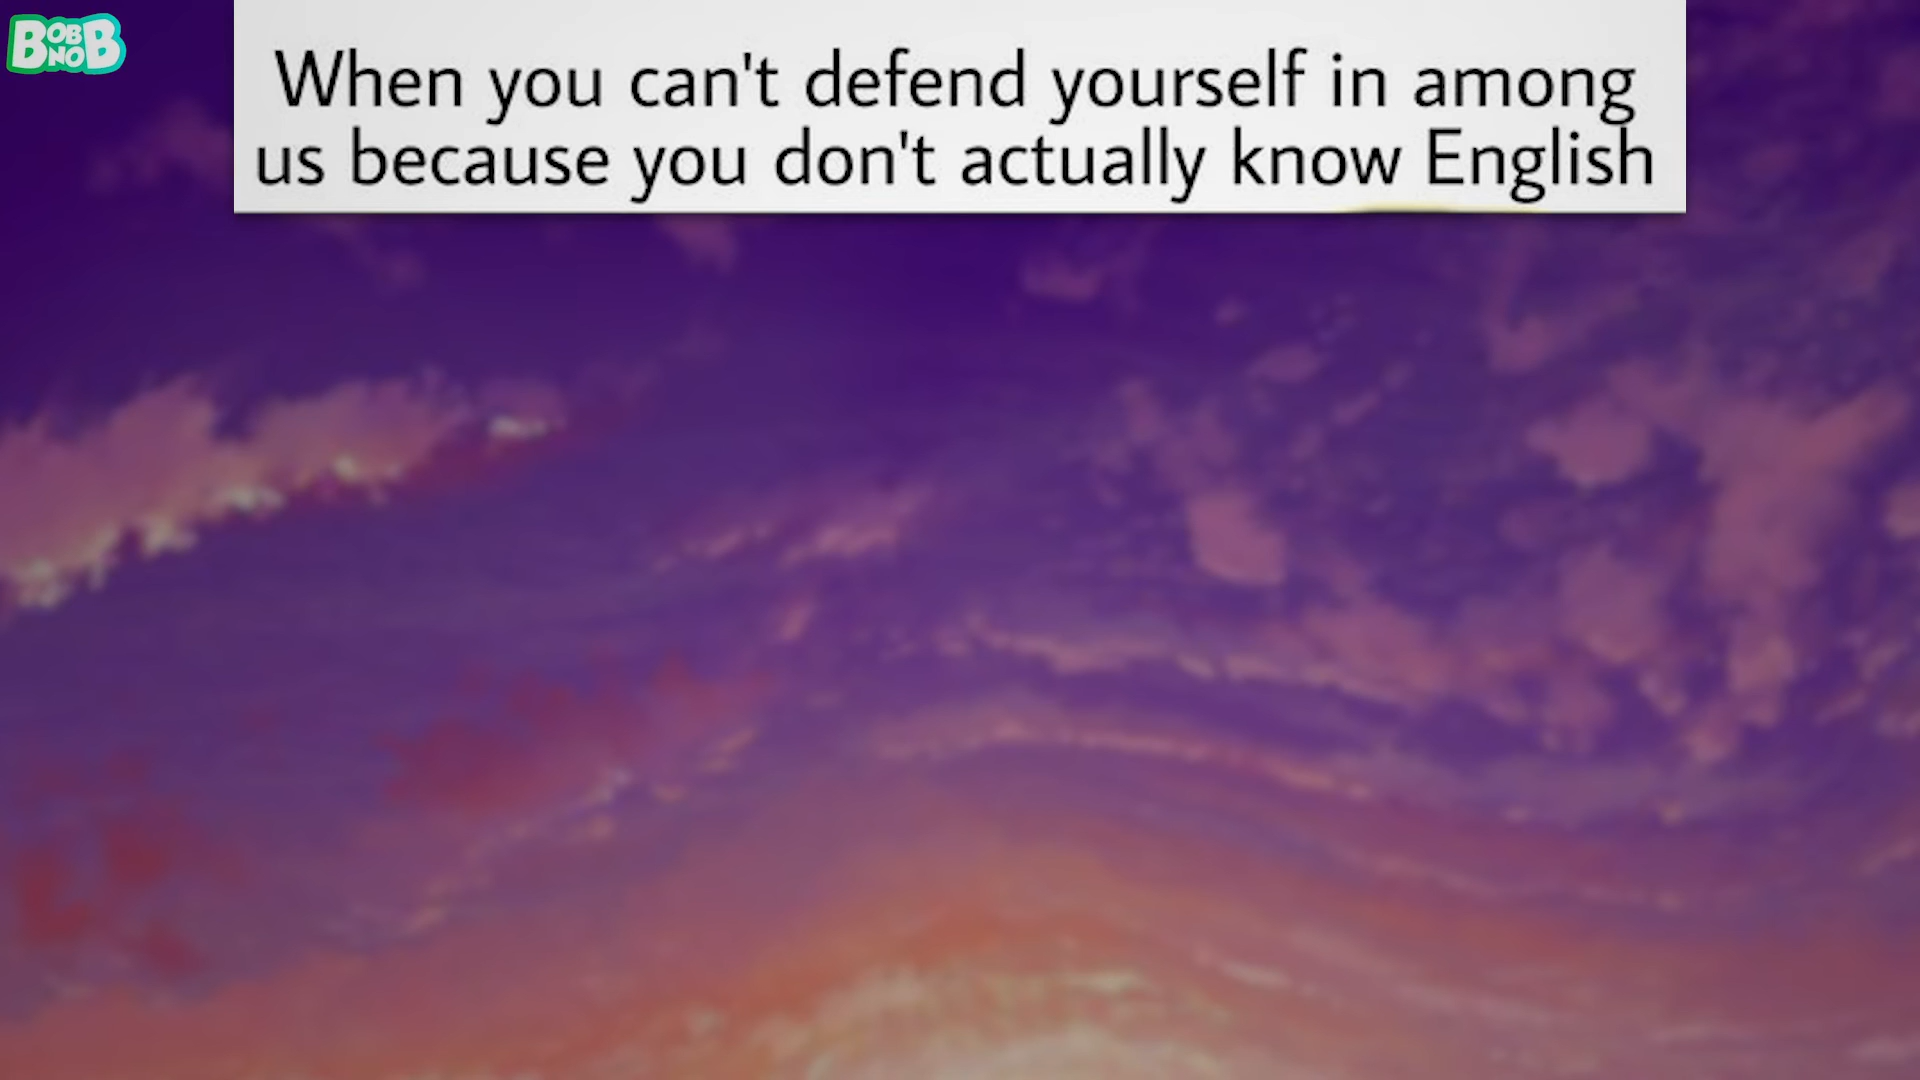 BOB
NO
B
When you can't defend yourself in among
us because you don't actually know English